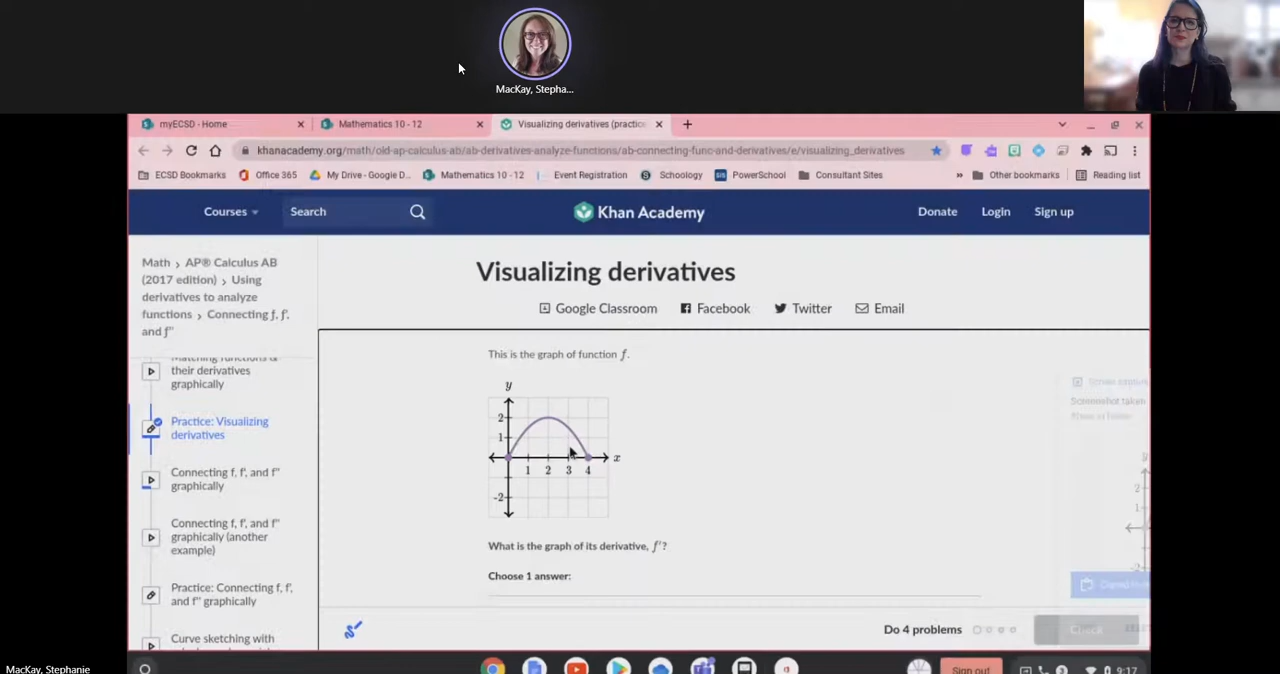 MacKay, Stepha...
myECSD - Home
Mathematics 10 - 12
Visualizing derivatives (practice
khanacademy.org/math/old-ap-calculus-ab/ab-derivatives-analyze-functions/ab-connecting-func-and-derivatives/e/visualizing_derivatives
ECSD Bookmarks
Office 365
My Drive - Google D...
Mathematics 10 - 12
Event Registration
Schoology
SIS
PowerSchool
Consultant Sites
»
Other bookmarks
Reading list
Courses
Search
Khan Academy
Donate
Login
Sign up
Math > AP® Calculus AB
(2017 edition) > Using
derivatives to analyze
functions > Connecting f, f',
and f''
Matching functions &
their derivatives
graphically
Practice: Visualizing
derivatives
Connecting f, f', and f''
graphically
Connecting f, f', and f''
graphically (another
example)
Practice: Connecting f, f',
and f'' graphically
Curve sketching with
Visualizing derivatives
Google Classroom
Facebook
Twitter
Email
This is the graph of function f.
y
2
1
x
1 2 3 4
-2
What is the graph of its derivative, f'?
Choose 1 answer:
Screenshot taken
y
2
1
-2
Do 4 problems
Check
MacKay, Stephanie
Sign out
9:17